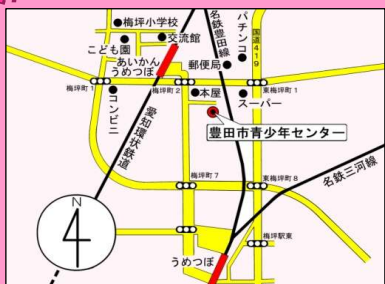 梅坪小学校
交流館
こども園
あいかん
うめつぼ
郵便局
名鉄豊田線
パチンコ
国道419
梅坪町1
梅坪町2
東梅坪町1
コンビニ
本屋
スーパー
愛知環状鉄道
豊田市青少年センター
名鉄三河線
梅坪町7
東梅坪町8
N
梅坪駅東
うめつぼ